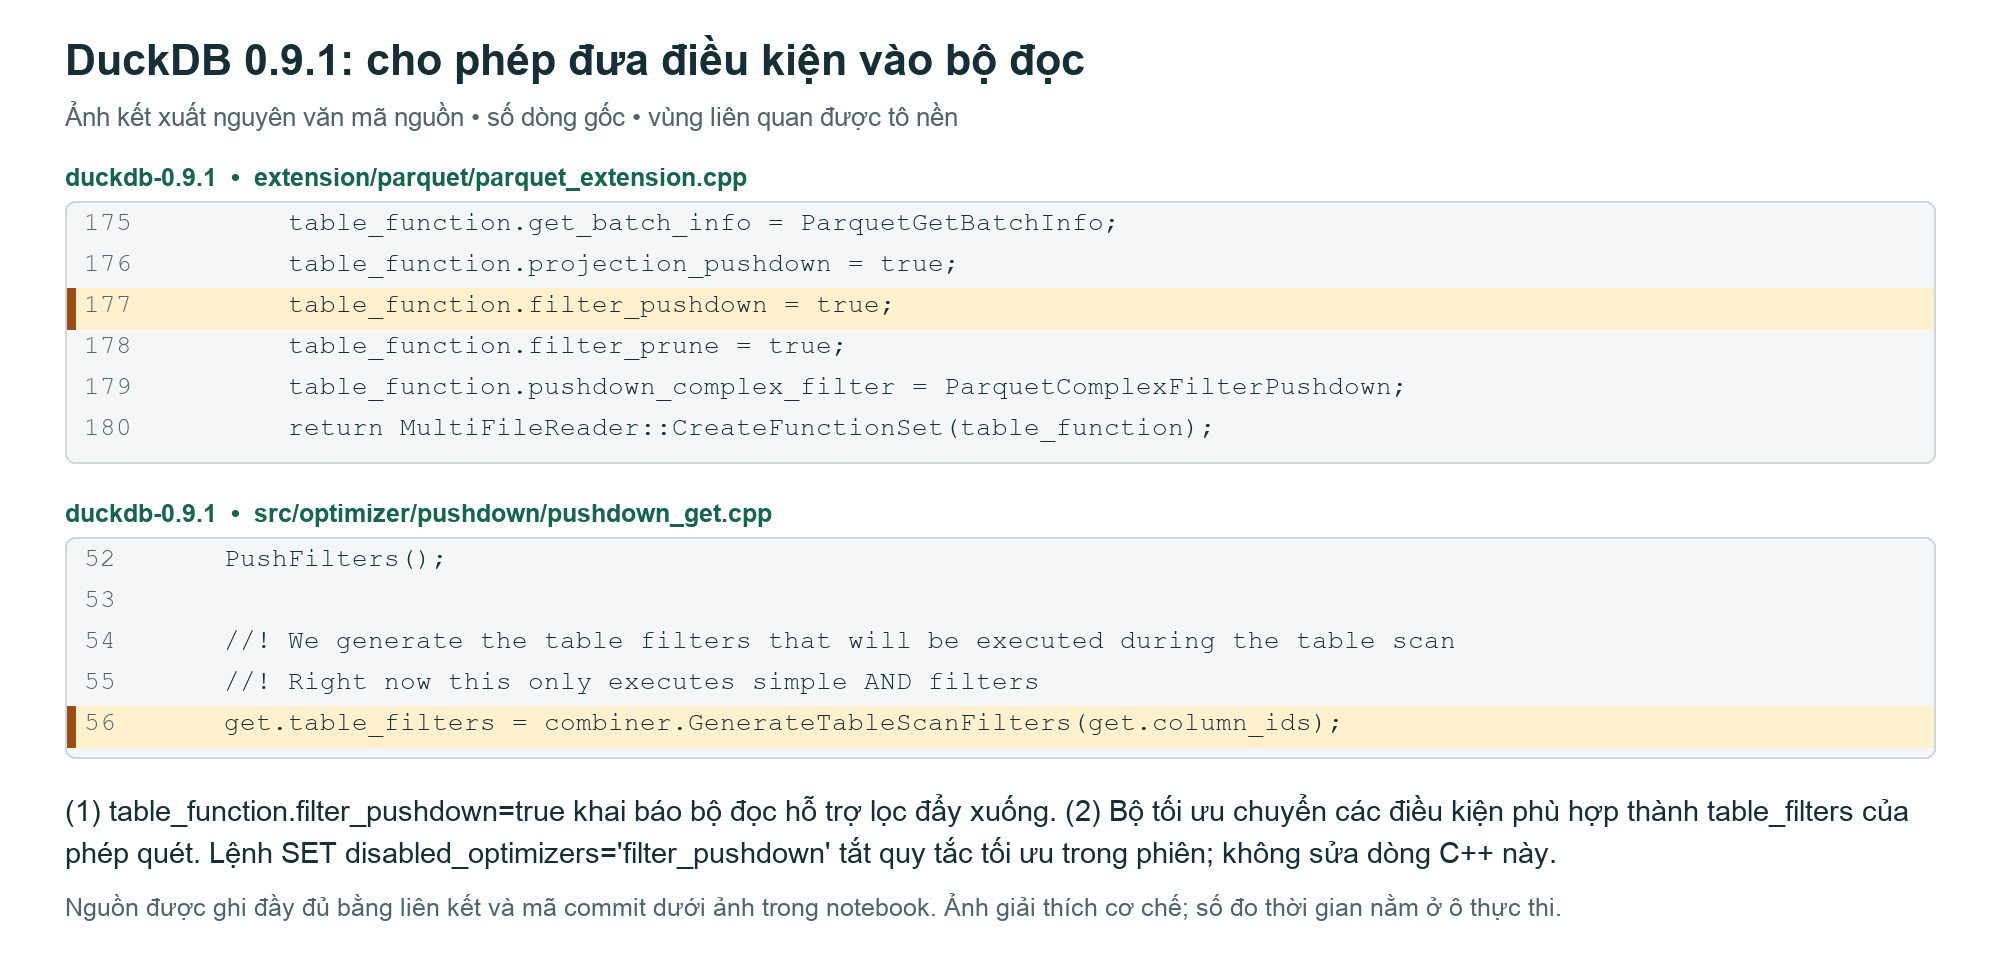 DuckDB 0.9.1: cho phép đưa điều kiện vào bộ đọc
Ảnh kết xuất nguyên văn mã nguồn • số dòng gốc • vùng liên quan được tô nền
duckdb-0.9.1 • extension/parquet/parquet_extension.cpp
175 table_function.get_batch_info = ParquetGetBatchInfo;
176 table_function.projection_pushdown = true;
177 table_function.filter_pushdown = true;
178 table_function.filter_prune = true;
179 table_function.pushdown_complex_filter = ParquetComplexFilterPushdown;
180 return MultiFileReader::CreateFunctionSet(table_function);
duckdb-0.9.1 • src/optimizer/pushdown/pushdown_get.cpp
52 PushFilters();
53
54 //! We generate the table filters that will be executed during the table scan
55 //! Right now this only executes simple AND filters
56 get.table_filters = combiner.GenerateTableScanFilters(get.column_ids);
(1) table_function.filter_pushdown=true khai báo bộ đọc hỗ trợ lọc đẩy xuống. (2) Bộ tối ưu chuyển các điều kiện phù hợp thành table_filters của
phép quét. Lệnh SET disabled_optimizers='filter_pushdown' tắt quy tắc tối ưu trong phiên; không sửa dòng C++ này.
Nguồn được ghi đầy đủ bằng liên kết và mã commit dưới ảnh trong notebook. Ảnh giải thích cơ chế; số đo thời gian nằm ở ô thực thi.